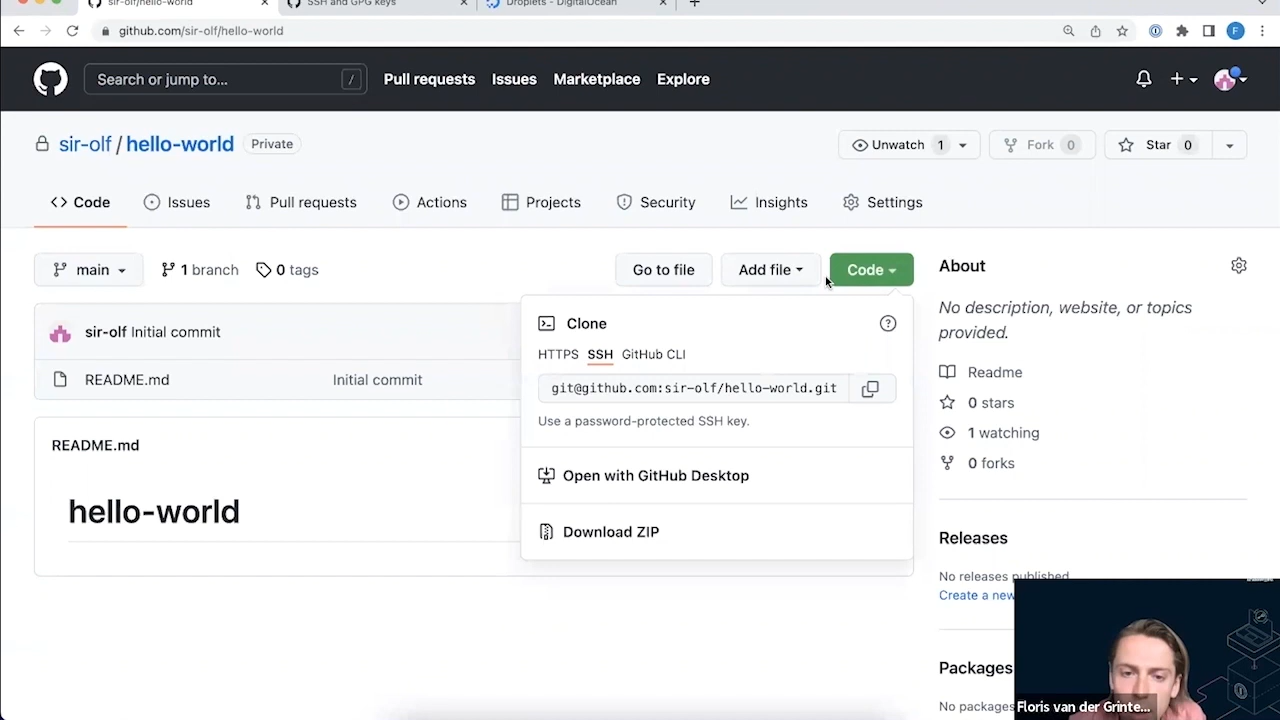 sir-olf/hello-world
SSH and GPG keys
Droplets - DigitalOcean
github.com/sir-olf/hello-world
F
Search or jump to...
/
Pull requests
Issues
Marketplace
Explore
sir-olf / hello-world
Private
Unwatch 1
Fork 0
Star 0
<> Code
Issues
Pull requests
Actions
Projects
Security
Insights
Settings
main
1 branch
0 tags
Go to file
Add file
Code
About
No description, website, or topics
provided.
sir-olf Initial commit
Clone
HTTPS SSH GitHub CLI
git@github.com:sir-olf/hello-world.git
Use a password-protected SSH key.
README.md
Initial commit
Readme
0 stars
1 watching
0 forks
README.md
hello-world
Open with GitHub Desktop
Download ZIP
Releases
No releases published
Create a new
Packages
No packages
Floris van der Grinte...